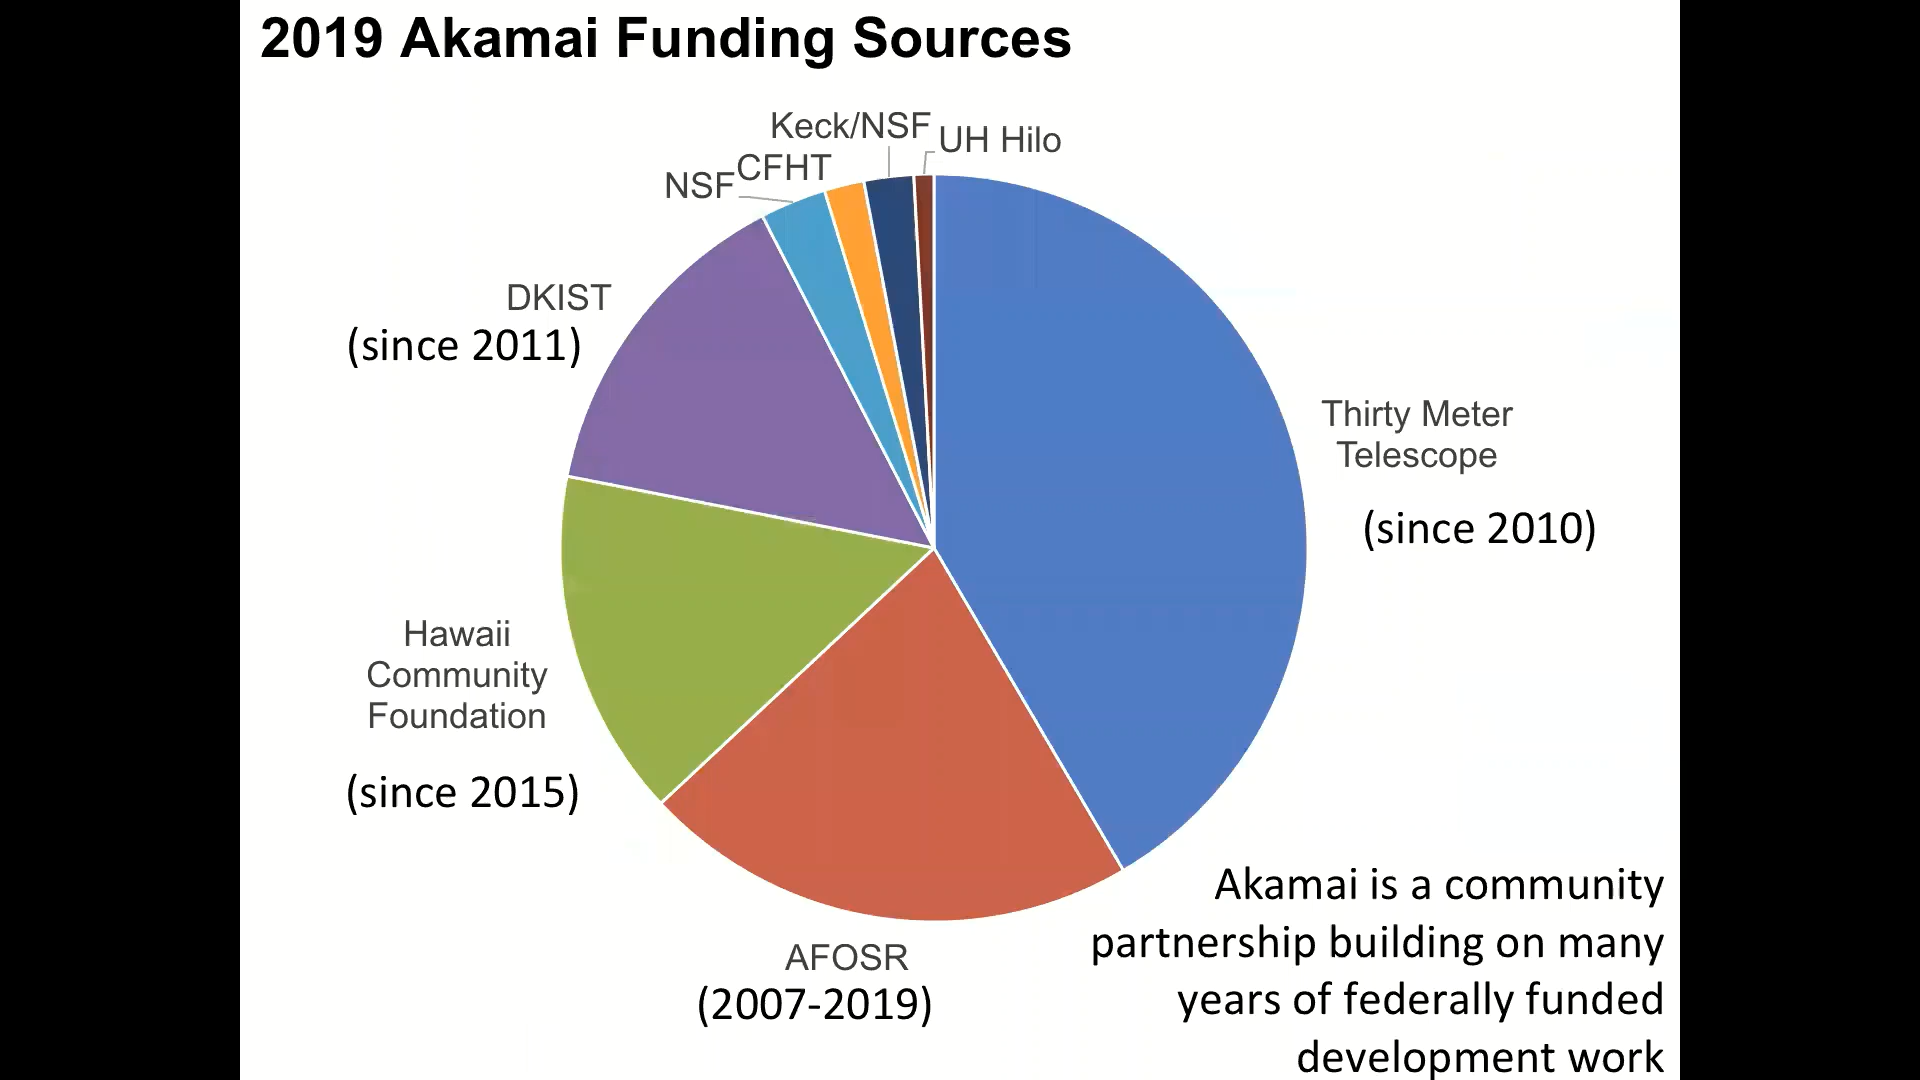 2019 Akamai Funding Sources
Keck/NSF
UH Hilo
CFHT
NSF
DKIST
(since 2011)
Thirty Meter
Telescope
(since 2010)
Hawaii
Community
Foundation
(since 2015)
AFOSR
(2007-2019)
Akamai is a community
partnership building on many
years of federally funded
development work